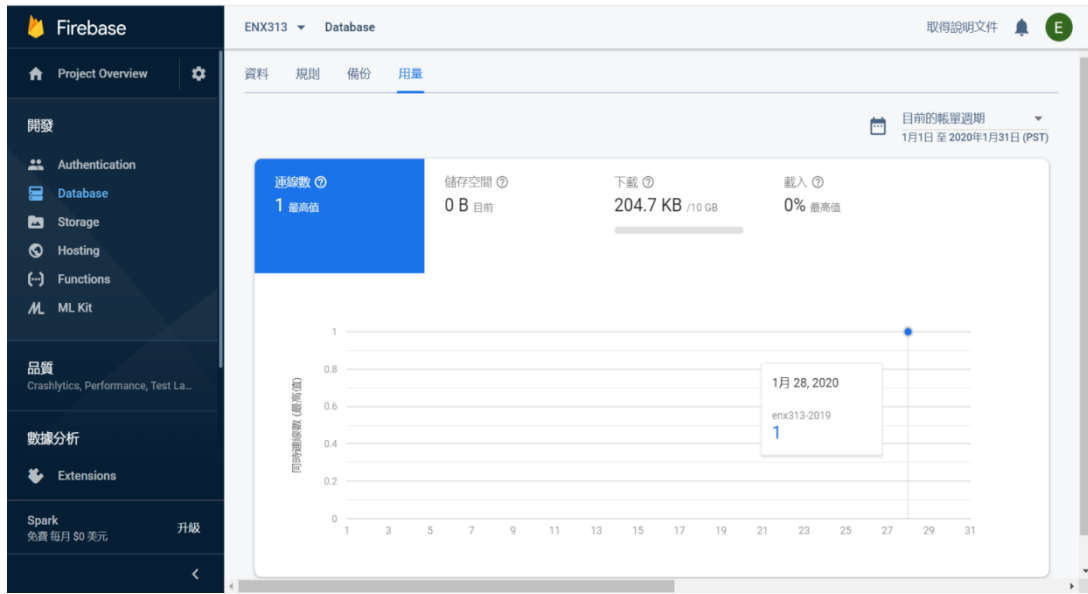 Firebase
ENX313 Database 取得說明文件 E
Project Overview
資料 規則 備份 用量
開發
目前的帳單週期
1月1日 至 2020年1月31日 (PST)
Authentication
Database
Storage
Hosting
Functions
ML Kit
連線數 儲存空間 下載 載入
1 最高值 0 B 目前 204.7 KB /10 GB 0% 最高值
品質
Crashlytics, Performance, Test La...
數據分析
Extensions
Spark
免費 每月 $0 美元
升級
同時連線數 (最高值)
1
0.8
0.6
0.4
0.2
0
1 3 5 7 9 11 13 15 17 19 21 23 25 27 29 31
1月 28, 2020
enx313-2019
1